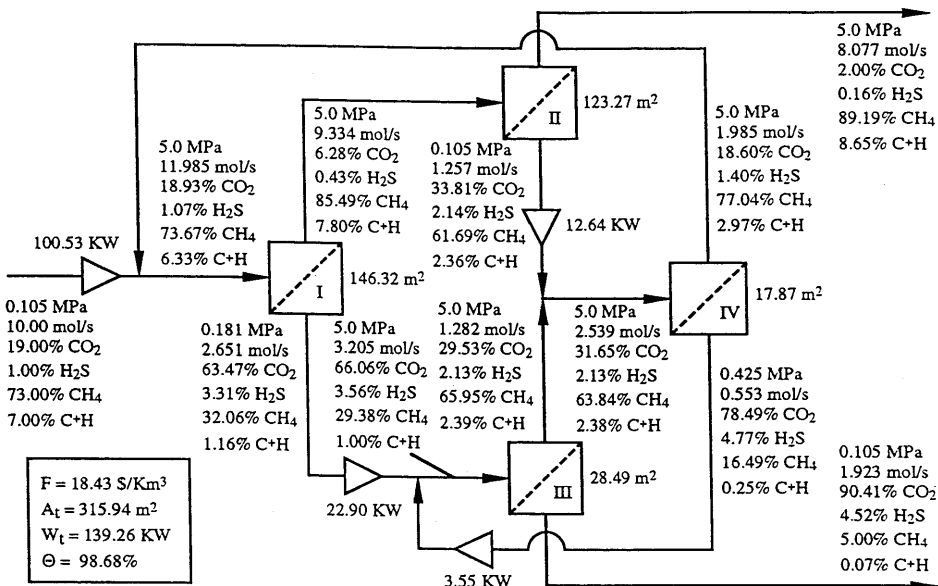 5.0 MPa
8.077 mol/s
2.00% CO₂
0.16% H₂S
89.19% CH₄
8.65% C+H
II
123.27 m²
5.0 MPa
9.334 mol/s
6.28% CO₂
0.43% H₂S
85.49% CH₄
7.80% C+H
0.105 MPa
1.257 mol/s
33.81% CO₂
2.14% H₂S
61.69% CH₄
2.36% C+H
12.64 KW
5.0 MPa
1.985 mol/s
18.60% CO₂
1.40% H₂S
77.04% CH₄
2.97% C+H
5.0 MPa
11.985 mol/s
18.93% CO₂
1.07% H₂S
73.67% CH₄
6.33% C+H
100.53 KW
I
146.32 m²
IV
17.87 m²
0.105 MPa
10.00 mol/s
19.00% CO₂
1.00% H₂S
73.00% CH₄
7.00% C+H
0.181 MPa
2.651 mol/s
63.47% CO₂
3.31% H₂S
32.06% CH₄
1.16% C+H
5.0 MPa
3.205 mol/s
66.06% CO₂
3.56% H₂S
29.38% CH₄
1.00% C+H
5.0 MPa
1.282 mol/s
29.53% CO₂
2.13% H₂S
65.95% CH₄
2.39% C+H
5.0 MPa
2.539 mol/s
31.65% CO₂
2.13% H₂S
63.84% CH₄
2.38% C+H
0.425 MPa
0.553 mol/s
78.49% CO₂
4.77% H₂S
16.49% CH₄
0.25% C+H
0.105 MPa
1.923 mol/s
90.41% CO₂
4.52% H₂S
5.00% CH₄
0.07% C+H
III
28.49 m²
22.90 KW
3.55 KW
F = 18.43 $/Km³
Aₜ = 315.94 m²
Wₜ = 139.26 KW
Θ = 98.68%